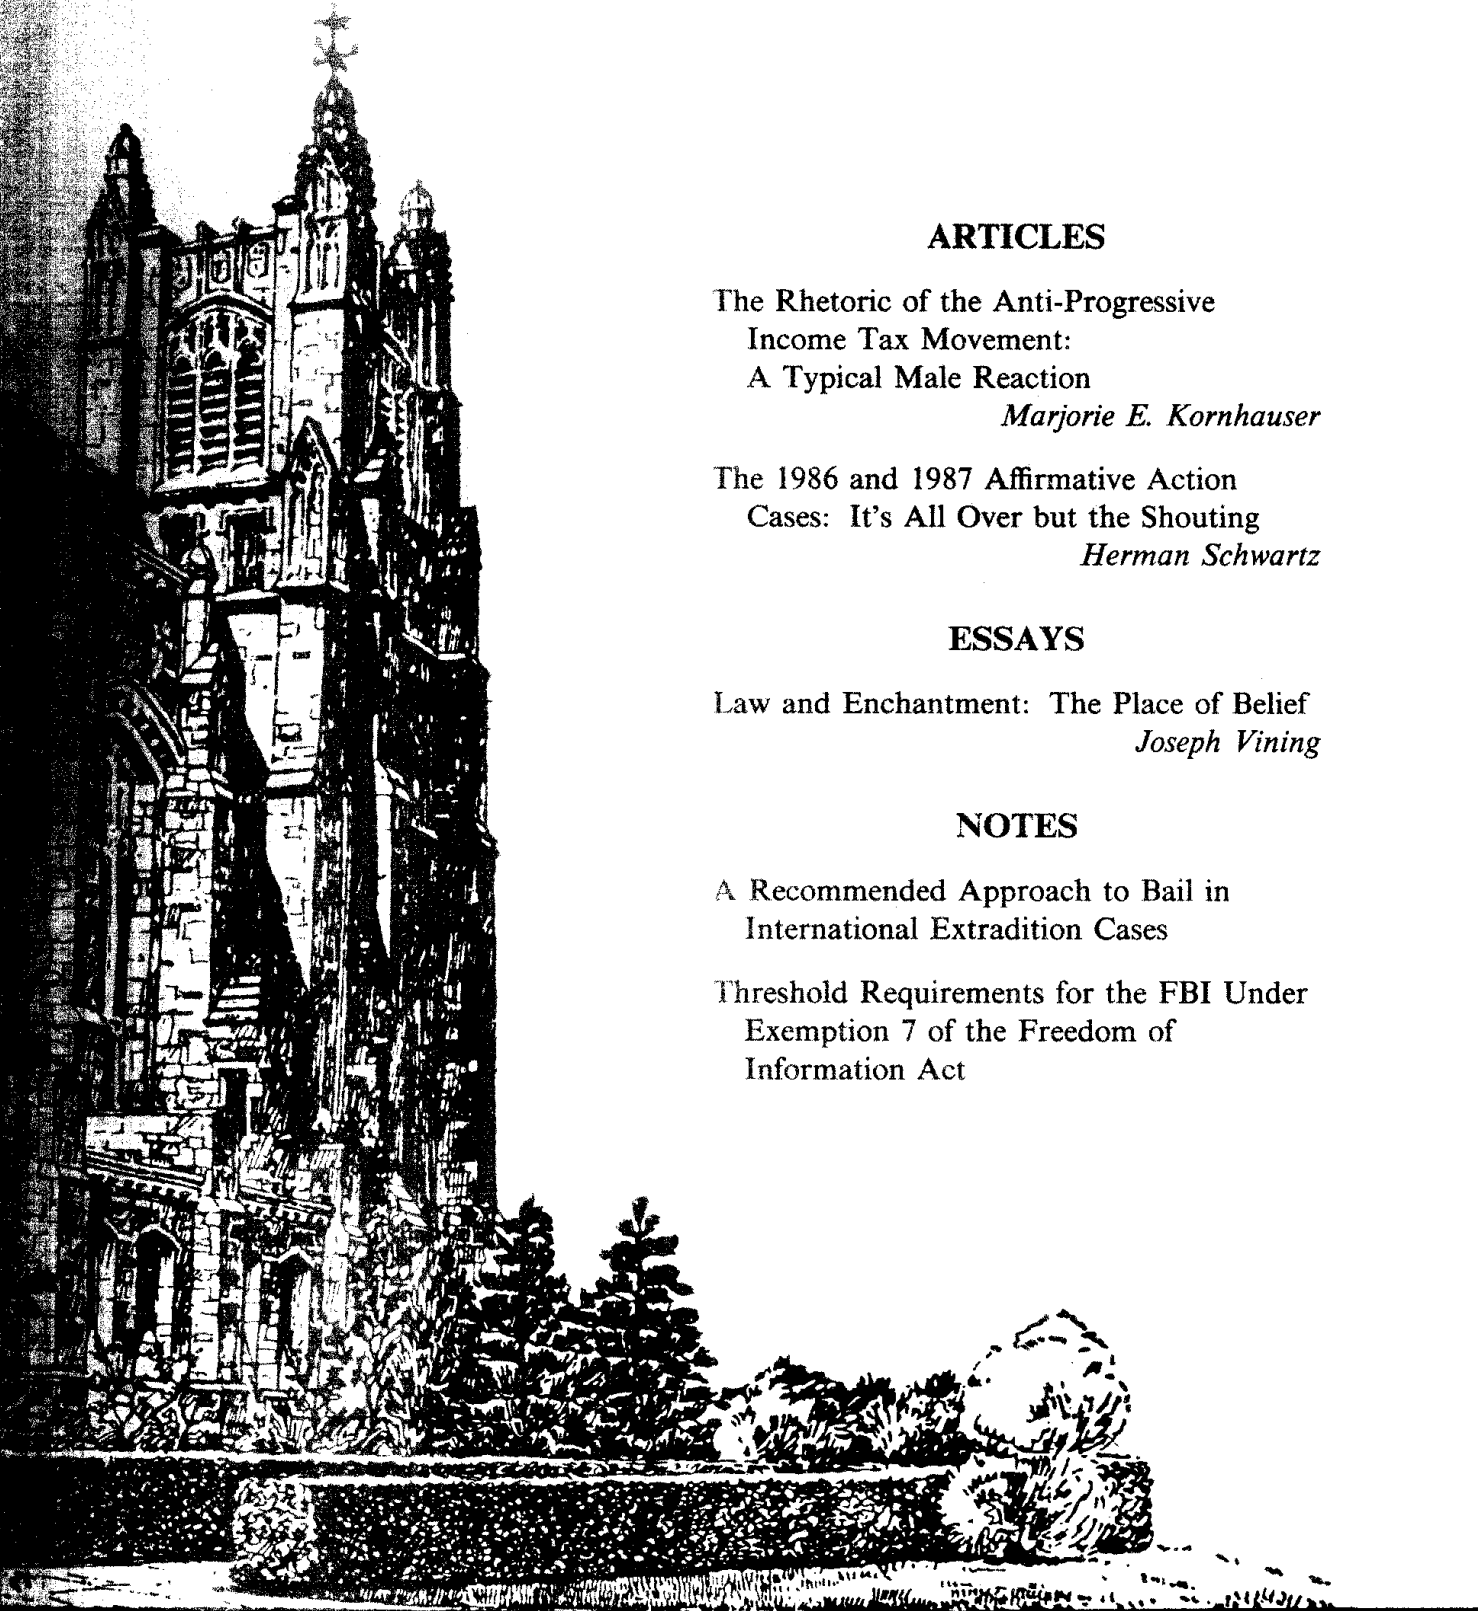 ARTICLES
The Rhetoric of the Anti-Progressive
Income Tax Movement:
A Typical Male Reaction
Marjorie E. Kornhauser
The 1986 and 1987 Affirmative Action
Cases: It's All Over but the Shouting
Herman Schwartz
ESSAYS
Law and Enchantment: The Place of Belief
Joseph Vining
NOTES
A Recommended Approach to Bail in
International Extradition Cases
Threshold Requirements for the FBI Under
Exemption 7 of the Freedom of
Information Act